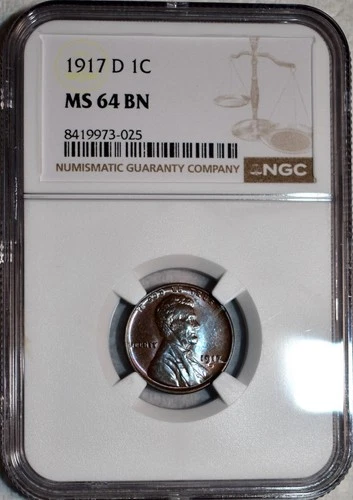 1917 D 1C
MS 64 BN
8419973-025
NUMISMATIC GUARANTY COMPANY
NGC
LIBERTY
1917